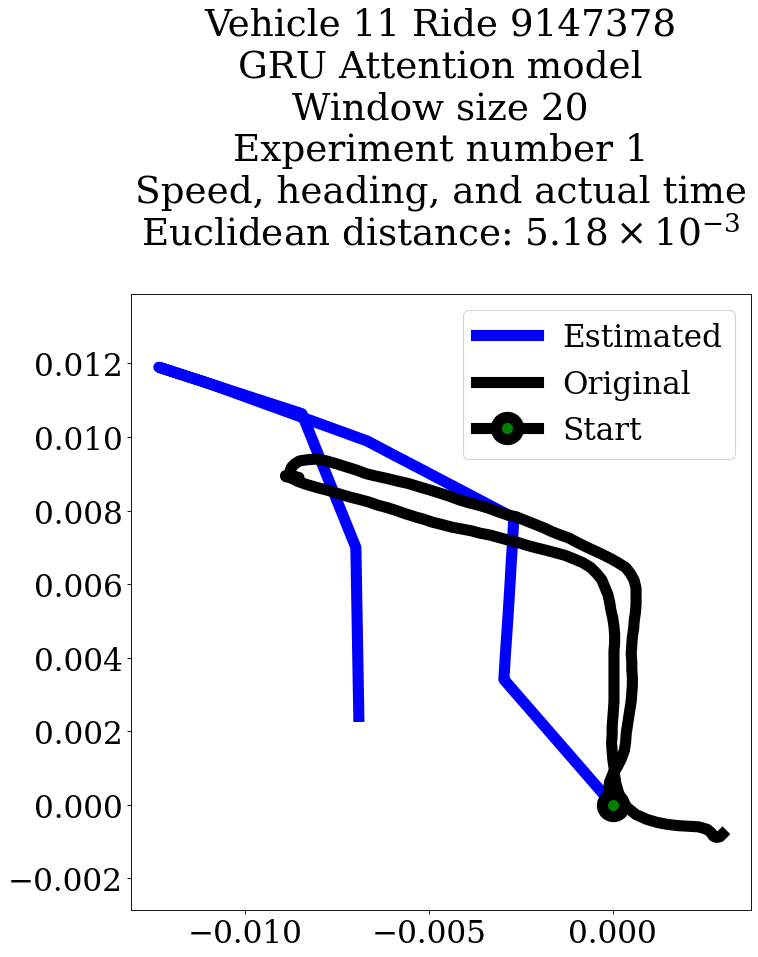 Vehicle 11 Ride 9147378
GRU Attention model
Window size 20
Experiment number 1
Speed, heading, and actual time
Euclidean distance: 5.18 × 10⁻³
Estimated
Original
Start
0.012
0.010
0.008
0.006
0.004
0.002
0.000
−0.002
−0.010
−0.005
0.000